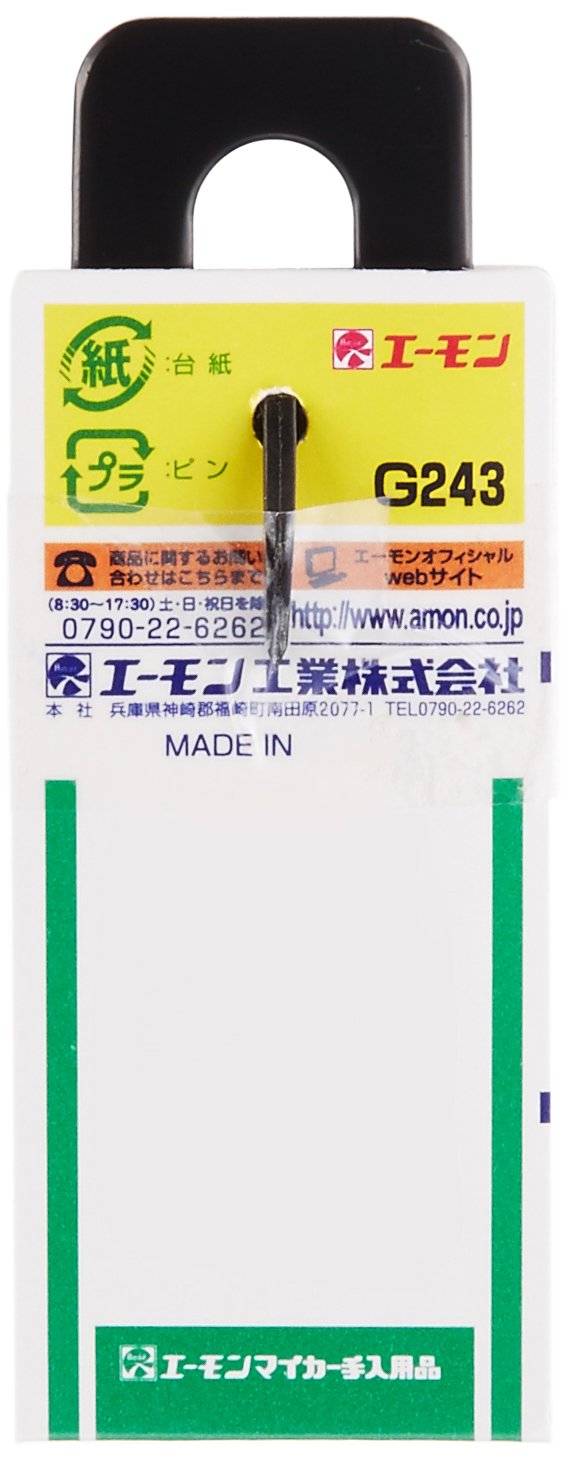 紙 :台紙
エーモン
プラ :ピン
G243
商品に関するお問い
合わせはこちらまで
エーモンオフィシャル
webサイト
(8:30〜17:30)土・日・祝日を除
0790-22-6262
http://www.amon.co.jp
エーモン工業株式会社
本社 兵庫県神崎郡福崎町南田原2077-1 TEL0790-22-6262
MADE IN
エーモンマイカー手入用品